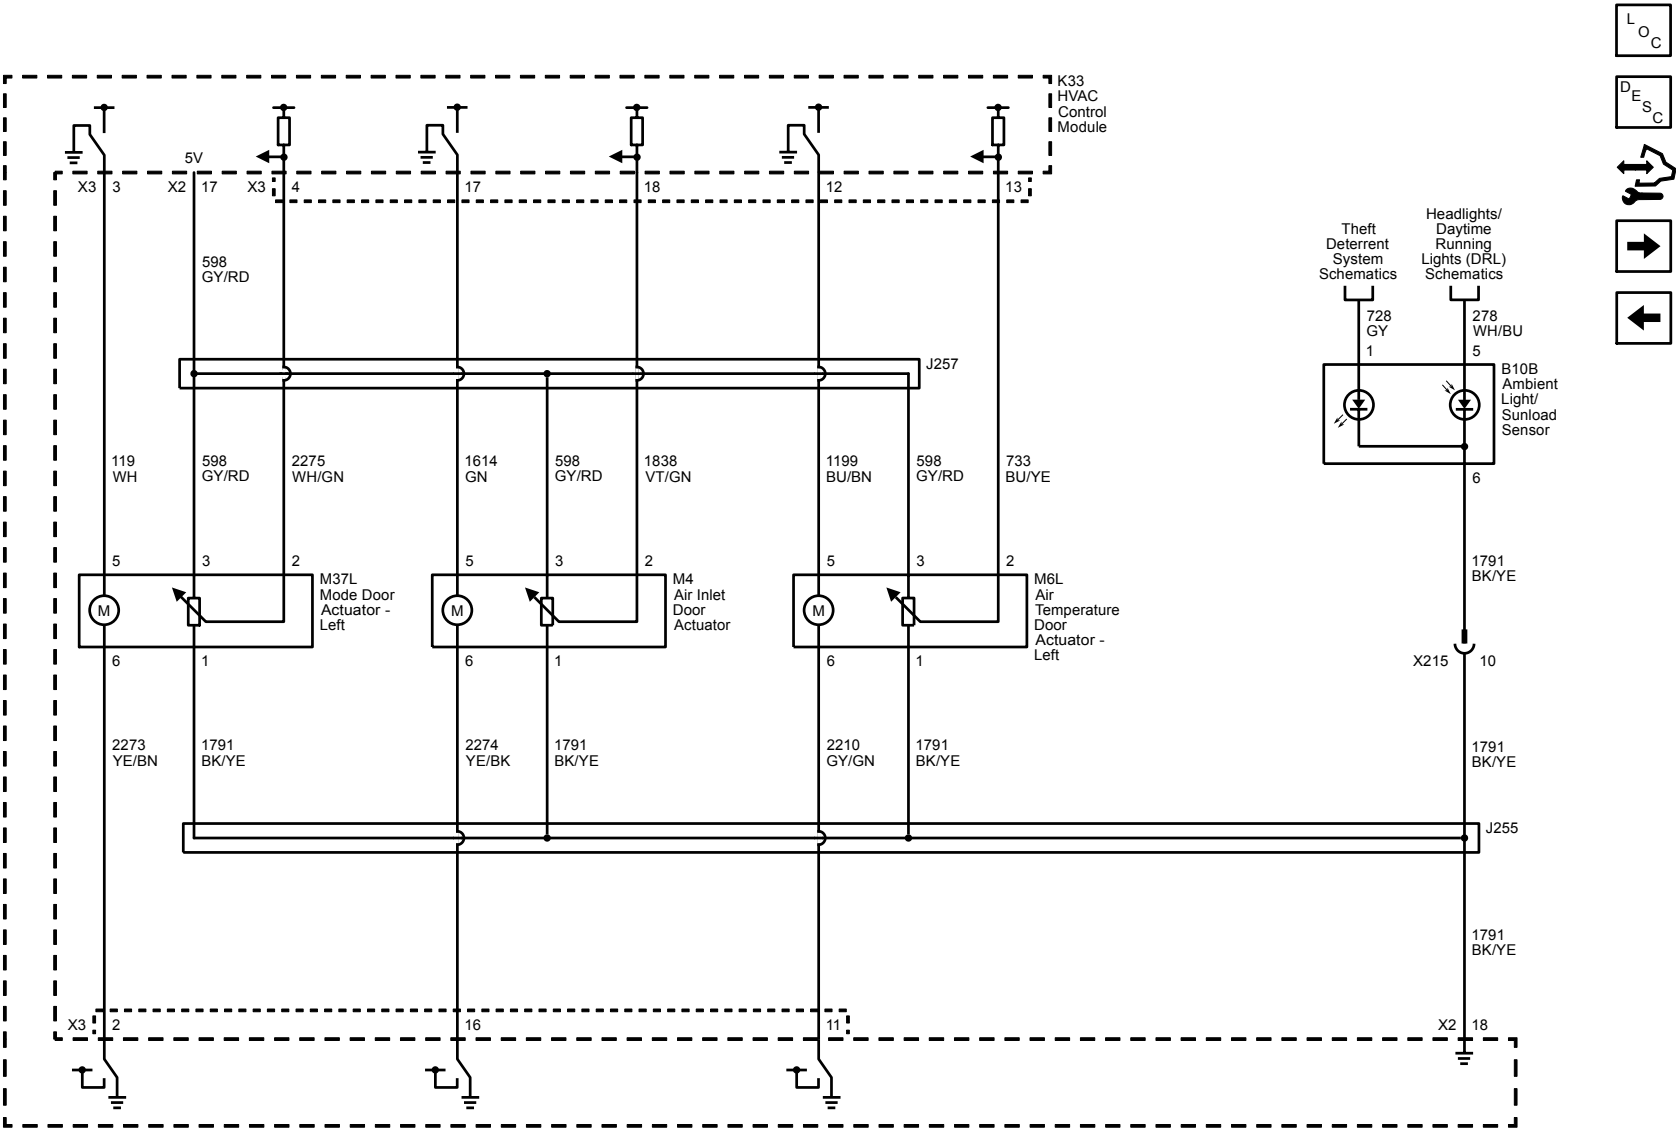 L
O
C
D
E
S
C
K33
HVAC
Control
Module
5V
X3 3 X2 17 X3 4 17 18 12 13
598
GY/RD
Theft
Deterrent
System
Schematics
Headlights/
Daytime
Running
Lights (DRL)
Schematics
728
GY
278
WH/BU
1 5
J257
B10B
Ambient
Light/
Sunload
Sensor
119
WH
598
GY/RD
2275
WH/GN
1614
GN
598
GY/RD
1838
VT/GN
1199
BU/BN
598
GY/RD
733
BU/YE
6
5 3 2 5 3 2 5 3 2
1791
BK/YE
M
M37L
Mode Door
Actuator -
Left
M
M4
Air Inlet
Door
Actuator
M
M6L
Air
Temperature
Door
Actuator -
Left
6 1 6 1 6 1
X215 10
2273
YE/BN
1791
BK/YE
2274
YE/BK
1791
BK/YE
2210
GY/GN
1791
BK/YE
1791
BK/YE
J255
1791
BK/YE
X3 2 16 11 X2 18